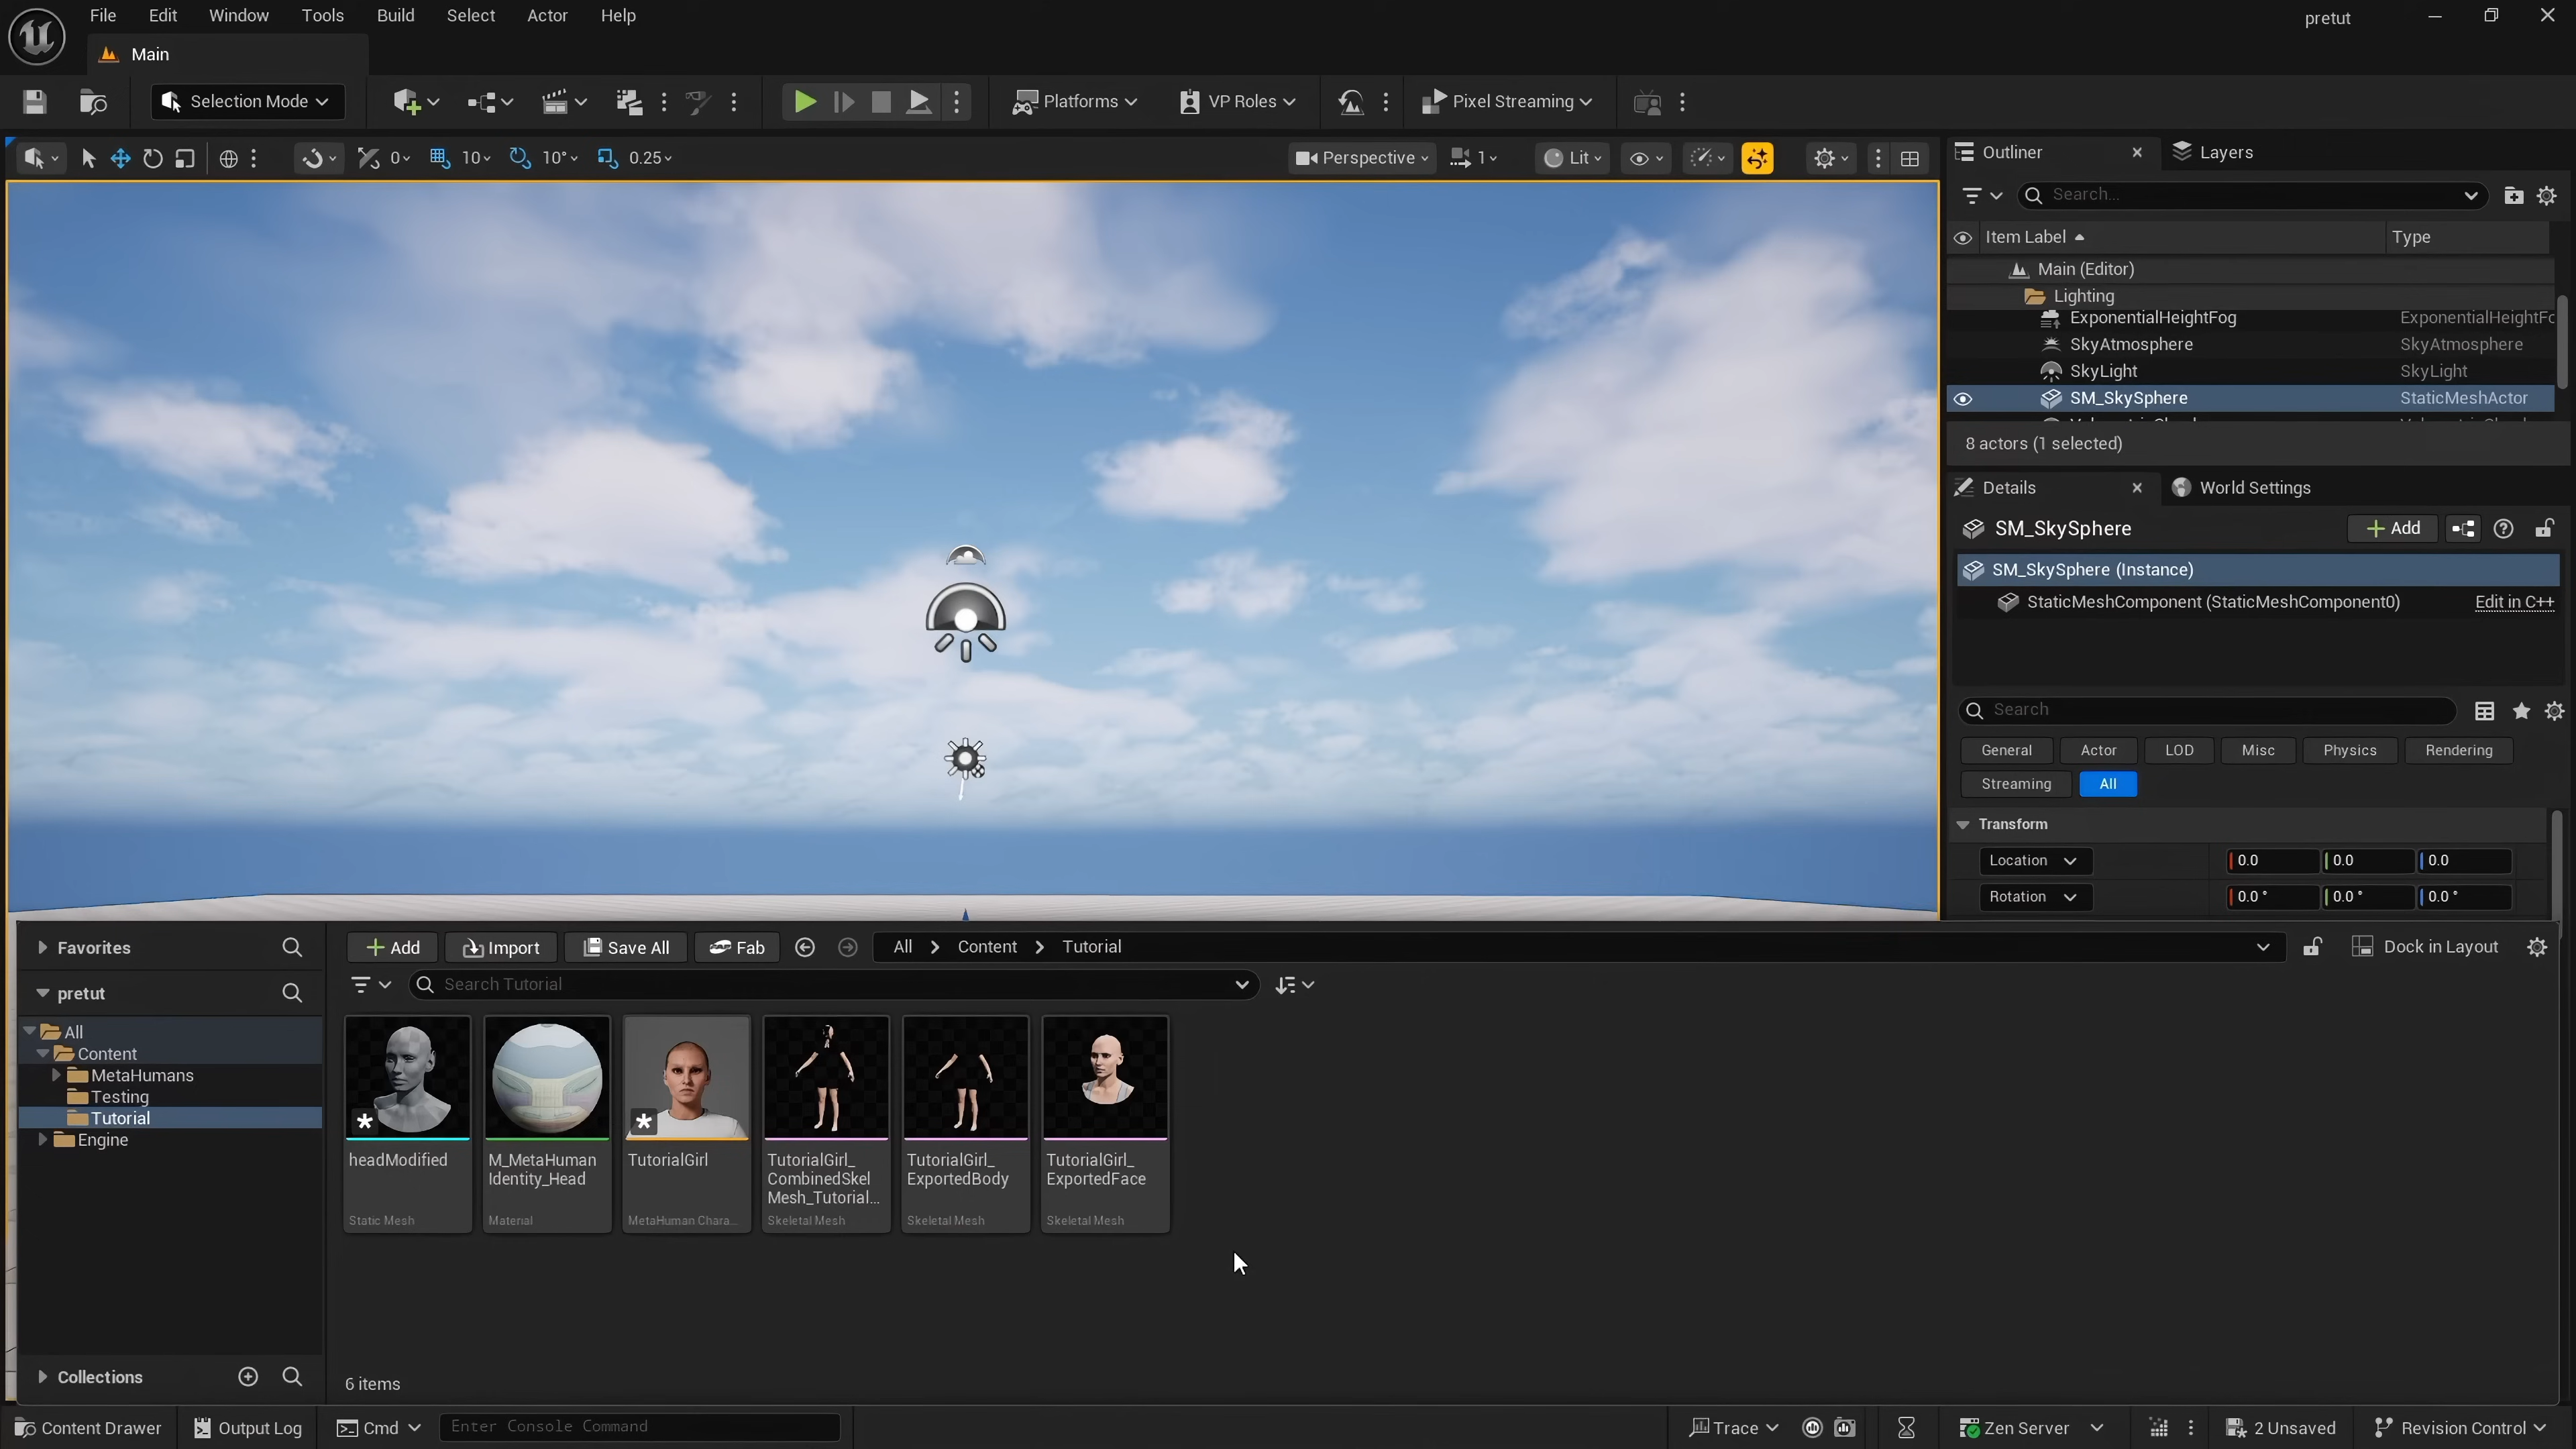 File Edit Window Tools Build Select Actor Help
pretut
Main
Selection Mode
Platforms
VP Roles
Pixel Streaming
0 10 10° 0.25
Perspective 1 Lit
Outliner Layers
Search...
Item Label Type
Main (Editor)
Lighting
ExponentialHeightFog ExponentialHeightFo
SkyAtmosphere SkyAtmosphere
SkyLight SkyLight
SM_SkySphere StaticMeshActor
8 actors (1 selected)
Details World Settings
SM_SkySphere Add
SM_SkySphere (Instance)
StaticMeshComponent (StaticMeshComponent0) Edit in C++
Search
General Actor LOD Misc Physics Rendering
Streaming All
Transform
Location 0.0 0.0 0.0
Rotation 0.0 ° 0.0 ° 0.0 °
Favorites
Add Import Save All Fab All > Content > Tutorial
Dock in Layout
Search Tutorial
pretut
All
Content
MetaHumans
Testing
Tutorial
Engine
headModified
Static Mesh
M_MetaHuman
Identity_Head
Material
TutorialGirl
MetaHuman Chara...
TutorialGirl_
CombinedSkel
Mesh_Tutorial...
Skeletal Mesh
TutorialGirl_
ExportedBody
Skeletal Mesh
TutorialGirl_
ExportedFace
Skeletal Mesh
Collections
6 items
Content Drawer Output Log Cmd Enter Console Command
Trace Zen Server 2 Unsaved Revision Control